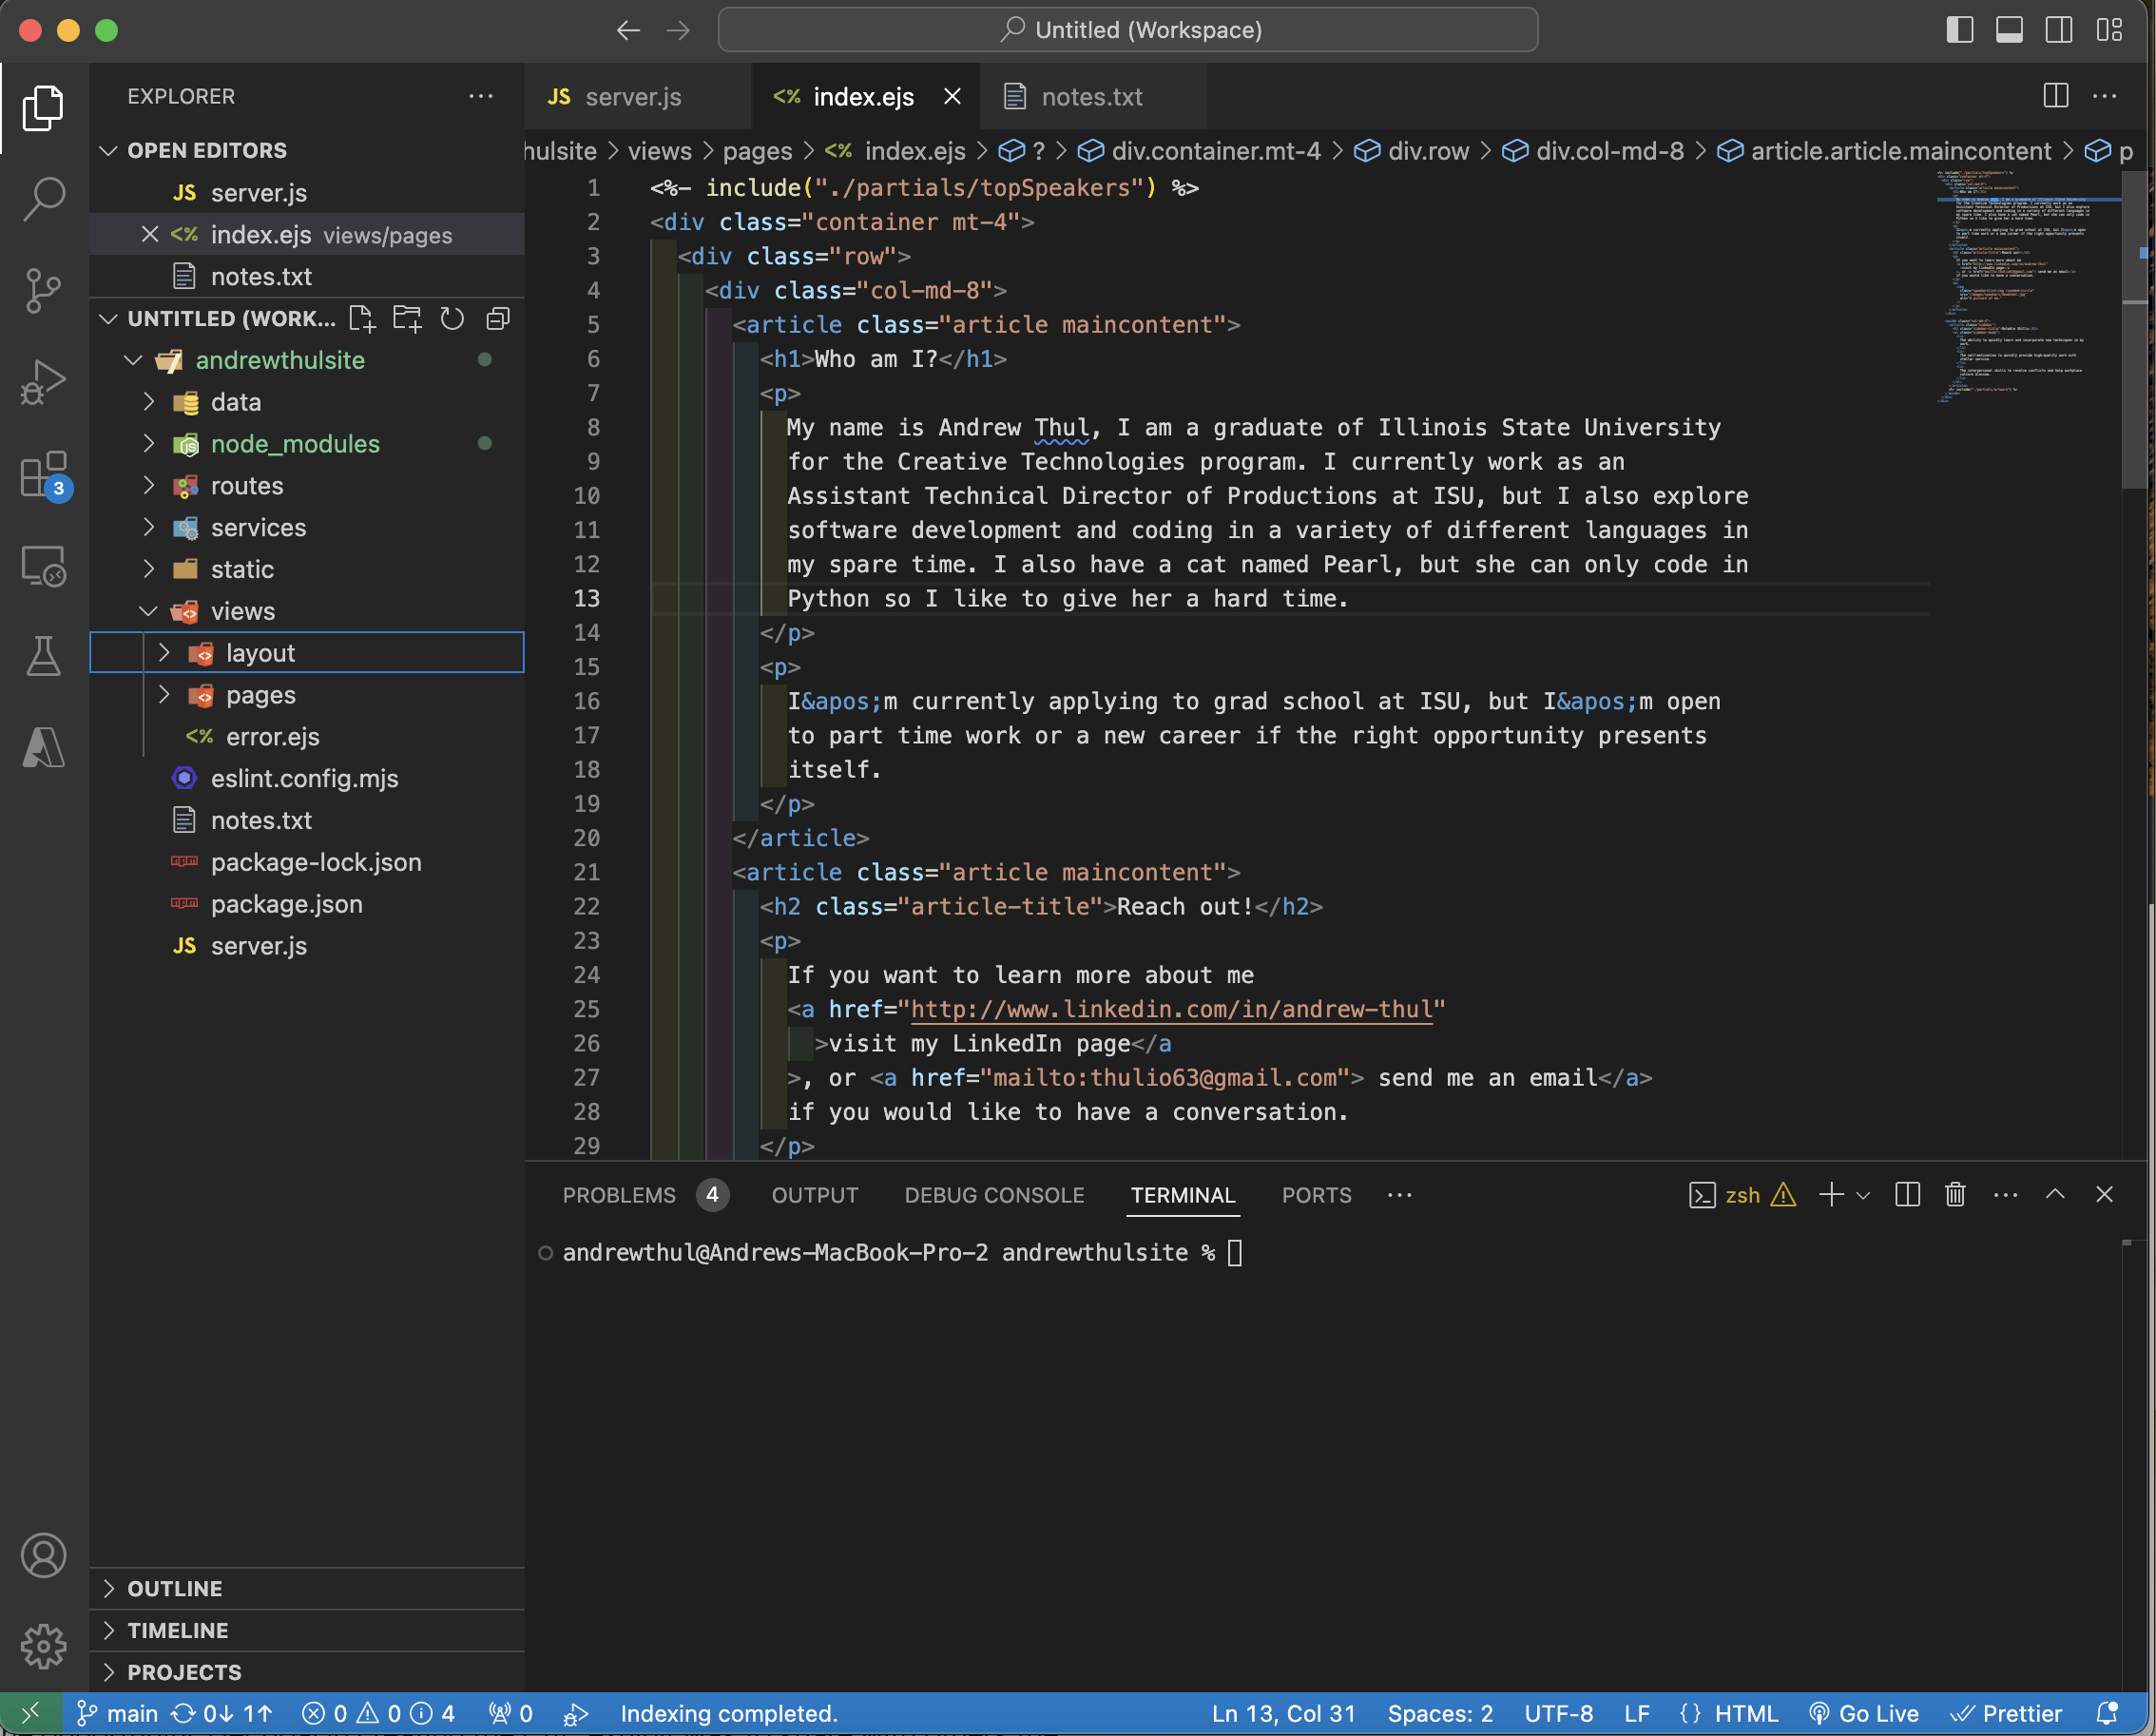 Untitled (Workspace)
EXPLORER
OPEN EDITORS
JS server.js
<% index.ejs views/pages
notes.txt
UNTITLED (WORK...
andrewthulsite
data
node_modules
routes
services
static
views
layout
pages
<% error.ejs
eslint.config.mjs
notes.txt
package-lock.json
package.json
JS server.js
OUTLINE
TIMELINE
PROJECTS
3
JS server.js
<% index.ejs
notes.txt
hulsite > views > pages > <% index.ejs > ? > div.container.mt-4 > div.row > div.col-md-8 > article.article.maincontent > p
1 <%- include("./partials/topSpeakers") %>
2 <div class="container mt-4">
3 <div class="row">
4 <div class="col-md-8">
5 <article class="article maincontent">
6 <h1>Who am I?</h1>
7 <p>
8 My name is Andrew Thul, I am a graduate of Illinois State University
9 for the Creative Technologies program. I currently work as an
10 Assistant Technical Director of Productions at ISU, but I also explore
11 software development and coding in a variety of different languages in
12 my spare time. I also have a cat named Pearl, but she can only code in
13 Python so I like to give her a hard time.
14 </p>
15 <p>
16 I&apos;m currently applying to grad school at ISU, but I&apos;m open
17 to part time work or a new career if the right opportunity presents
18 itself.
19 </p>
20 </article>
21 <article class="article maincontent">
22 <h2 class="article-title">Reach out!</h2>
23 <p>
24 If you want to learn more about me
25 <a href="http://www.linkedin.com/in/andrew-thul"
26 >visit my LinkedIn page</a
27 >, or <a href="mailto:thulio63@gmail.com"> send me an email</a>
28 if you would like to have a conversation.
29 </p>
PROBLEMS 4 OUTPUT DEBUG CONSOLE TERMINAL PORTS ... zsh
andrewthul@Andrews-MacBook-Pro-2 andrewthulsite %
main 0↓ 1↑ 0 0 4 0 Indexing completed. Ln 13, Col 31 Spaces: 2 UTF-8 LF {} HTML Go Live Prettier